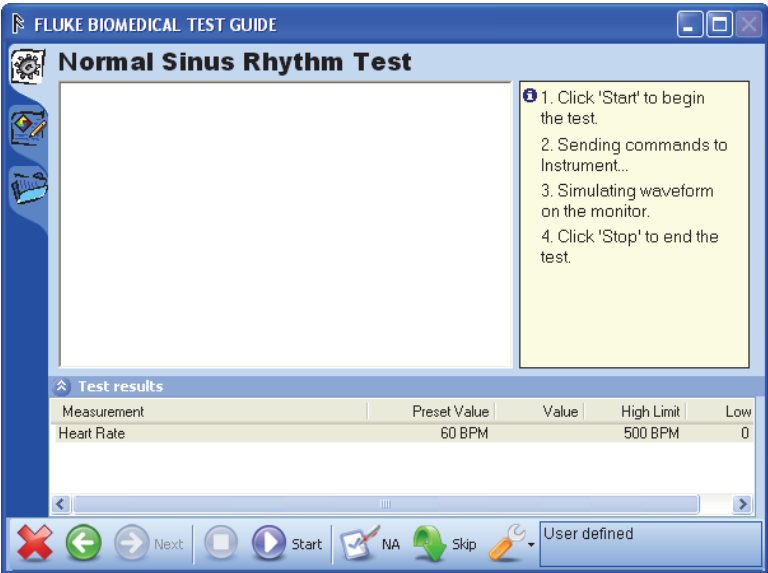 FLUKE BIOMEDICAL TEST GUIDE
Normal Sinus Rhythm Test
1. Click 'Start' to begin
the test.
2. Sending commands to
Instrument...
3. Simulating waveform
on the monitor.
4. Click 'Stop' to end the
test.
Test results
Measurement Preset Value Value High Limit Low
Heart Rate 60 BPM 500 BPM 0
Next Start NA Skip User defined